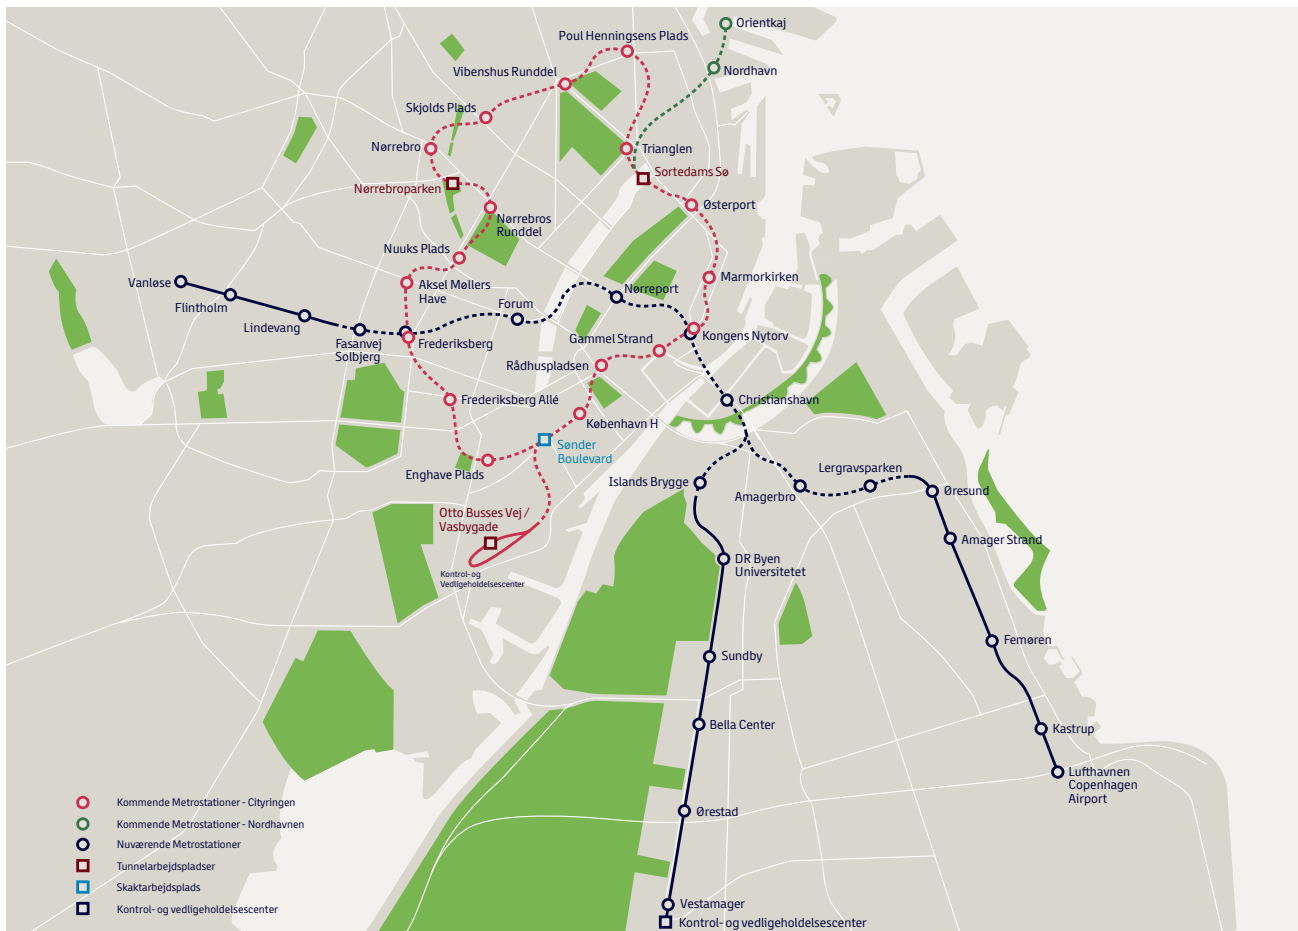 Orientkaj
Poul Henningsens Plads
Nordhavn
Vibenshus Runddel
Skjolds Plads
Nørrebro
Trianglen
Sortedams Sø
Nørrebroparken
Østerport
Nørrebros
Runddel
Nuuks Plads
Marmorkirken
Vanløse
Aksel Møllers
Have
Nørreport
Flintholm
Forum
Lindevang
Fasanvej
Solbjerg
Frederiksberg
Gammel Strand
Kongens Nytorv
Rådhuspladsen
Frederiksberg Allé
Christianshavn
København H
Sønder
Boulevard
Enghave Plads
Islands Brygge
Lergravsparken
Amagerbro
Øresund
Otto Busses Vej /
Vasbygade
Amager Strand
Kontrol- og
Vedligeholdelsescenter
DR Byen
Universitetet
Femøren
Sundby
Bella Center
Kastrup
Lufthavnen
Copenhagen
Airport
Ørestad
Vestamager
Kontrol- og vedligeholdelsescenter
Kommende Metrostationer - Cityringen
Kommende Metrostationer - Nordhavnen
Nuværende Metrostationer
Tunnelarbejdspladser
Skaktarbejdsplads
Kontrol- og vedligeholdelsescenter